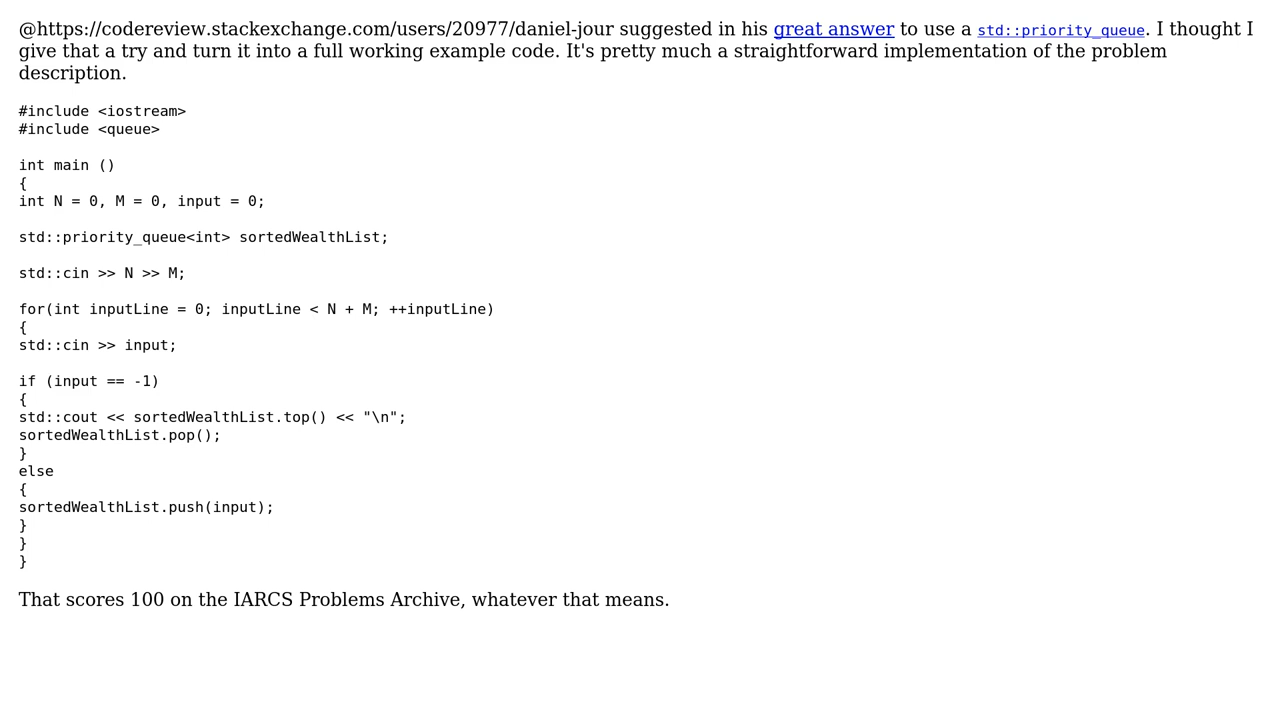 @https://codereview.stackexchange.com/users/20977/daniel-jour suggested in his great answer to use a std::priority_queue. I thought I
give that a try and turn it into a full working example code. It's pretty much a straightforward implementation of the problem
description.
#include <iostream>
#include <queue>
int main ()
{
int N = 0, M = 0, input = 0;
std::priority_queue<int> sortedWealthList;
std::cin >> N >> M;
for(int inputLine = 0; inputLine < N + M; ++inputLine)
{
std::cin >> input;
if (input == -1)
{
std::cout << sortedWealthList.top() << "\n";
sortedWealthList.pop();
}
else
{
sortedWealthList.push(input);
}
}
}
That scores 100 on the IARCS Problems Archive, whatever that means.